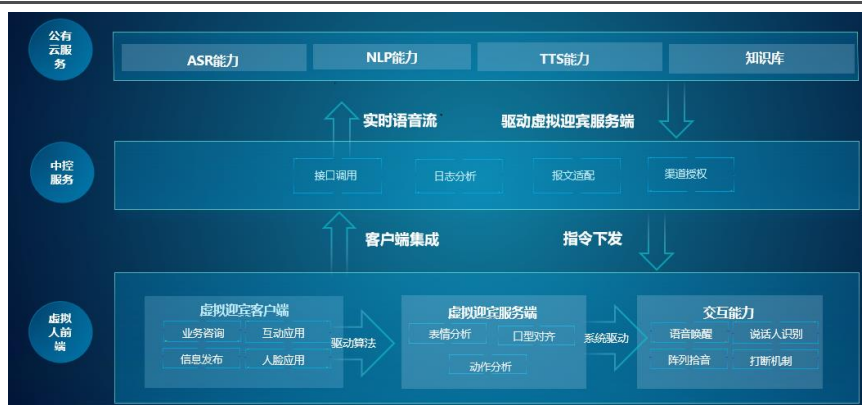 公有
云服
务
ASR能力
NLP能力
TTS能力
知识库
实时语音流
驱动虚拟迎宾服务端
中控
服务
接口调用
日志分析
报文适配
渠道授权
客户端集成
指令下发
虚拟
人前
端
虚拟迎宾客户端
业务咨询
互动应用
信息发布
人脸应用
驱动算法
虚拟迎宾服务端
表情分析
口型对齐
动作分析
系统驱动
交互能力
语音唤醒
说话人识别
阵列拾音
打断机制